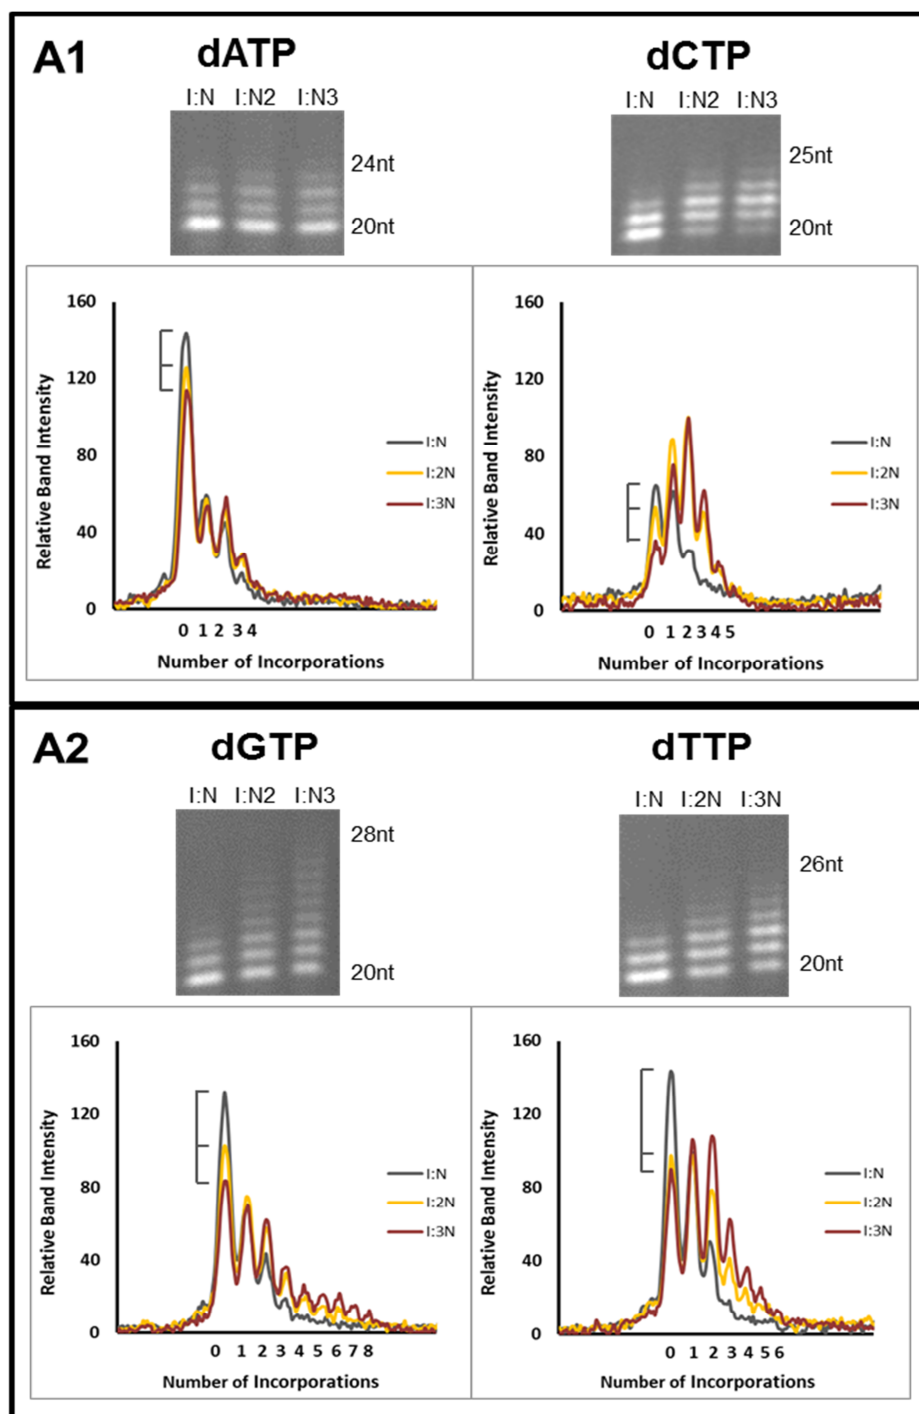 A1
dATP
dCTP
I:N I:N2 I:N3
I:N I:N2 I:N3
24nt
20nt
25nt
20nt
Relative Band Intensity
160
120
80
40
0
I:N
I:2N
I:3N
0 1 2 3 4
Number of Incorporations
Relative Band Intensity
160
120
80
40
0
I:N
I:2N
I:3N
0 1 2 3 4 5
Number of Incorporations
A2
dGTP
dTTP
I:N I:N2 I:N3
I:N I:2N I:3N
28nt
20nt
26nt
20nt
Relative Band Intensity
160
120
80
40
0
I:N
I:2N
I:3N
0 1 2 3 4 5 6 7 8
Number of Incorporations
Relative Band Intensity
160
120
80
40
0
I:N
I:2N
I:3N
0 1 2 3 4 5 6
Number of Incorporations